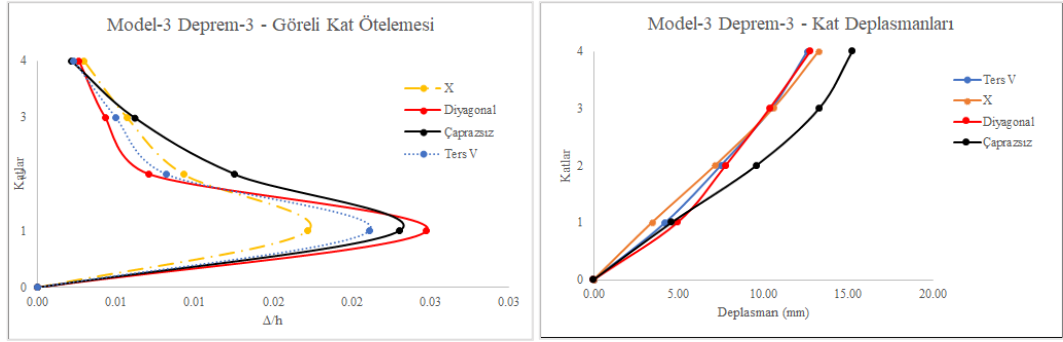 Model-3 Deprem-3 - Göreli Kat Ötelemesi
4
3
2
1
0
Katlar
0.00
0.01
0.01
0.02
0.02
0.03
0.03
Δ/h
X
Diyagonal
Çaprazsız
Ters V
Model-3 Deprem-3 - Kat Deplasmanları
4
3
2
1
0
Katlar
0.00
5.00
10.00
15.00
20.00
Deplasman (mm)
Ters V
X
Diyagonal
Çaprazsız